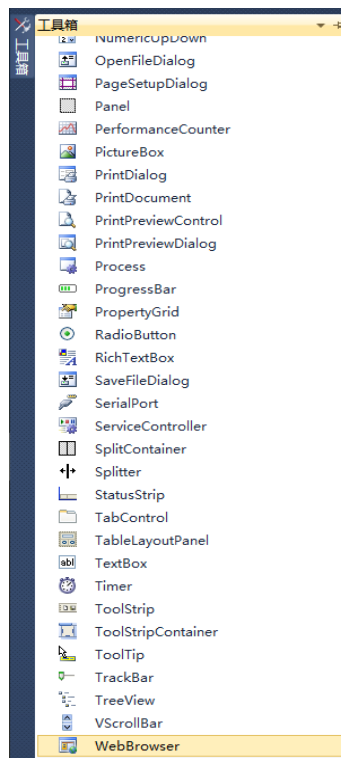 工具箱
工具箱
NumericUpDown
OpenFileDialog
PageSetupDialog
Panel
PerformanceCounter
PictureBox
PrintDialog
PrintDocument
PrintPreviewControl
PrintPreviewDialog
Process
ProgressBar
PropertyGrid
RadioButton
RichTextBox
SaveFileDialog
SerialPort
ServiceController
SplitContainer
Splitter
StatusStrip
TabControl
TableLayoutPanel
TextBox
Timer
ToolStrip
ToolStripContainer
ToolTip
TrackBar
TreeView
VScrollBar
WebBrowser